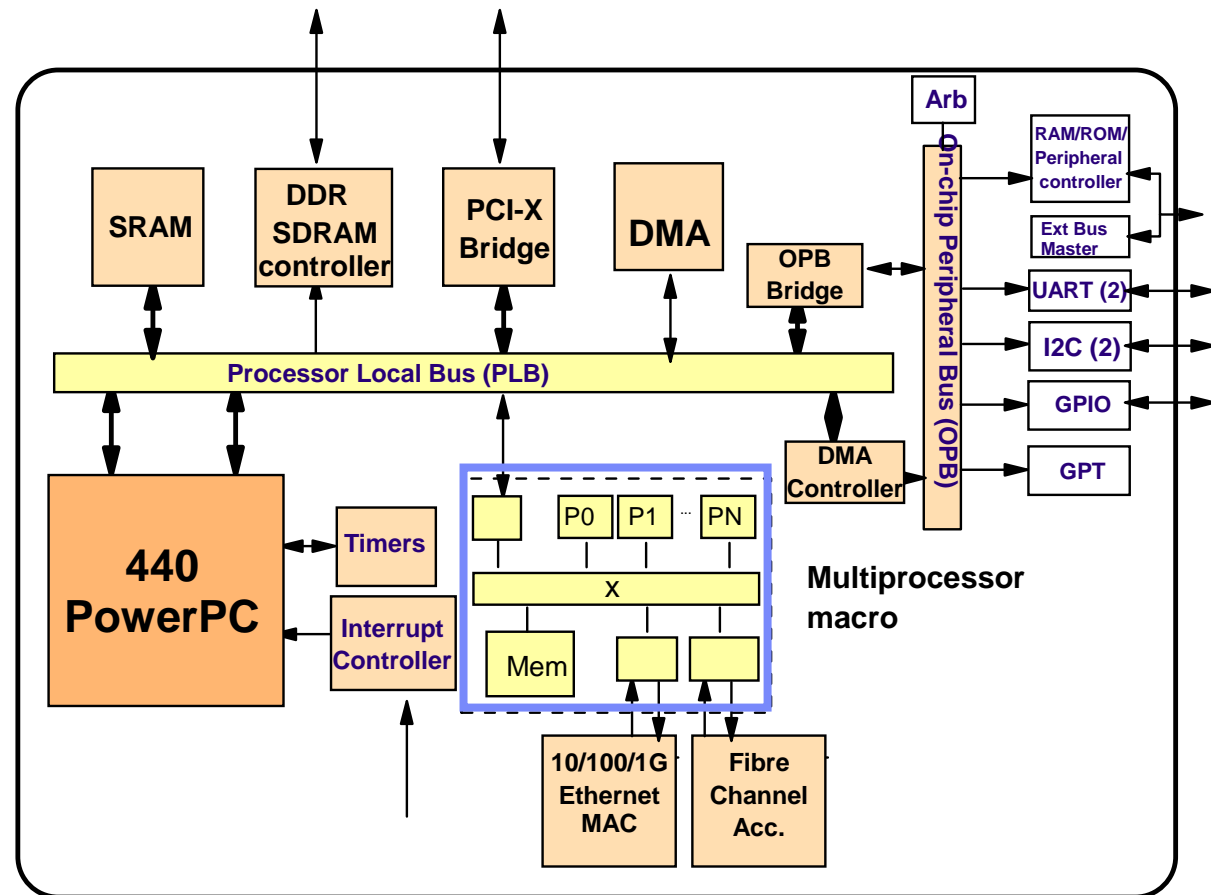 Arb
On-chip Peripheral Bus (OPB)
RAM/ROM/
Peripheral
controller
Ext Bus
Master
UART (2)
I2C (2)
GPIO
GPT
SRAM
DDR
SDRAM
controller
PCI-X
Bridge
DMA
OPB
Bridge
Processor Local Bus (PLB)
DMA
Controller
440
PowerPC
Timers
Interrupt
Controller
P0
P1
...
PN
X
Mem
Multiprocessor
macro
10/100/1G
Ethernet
MAC
Fibre
Channel
Acc.